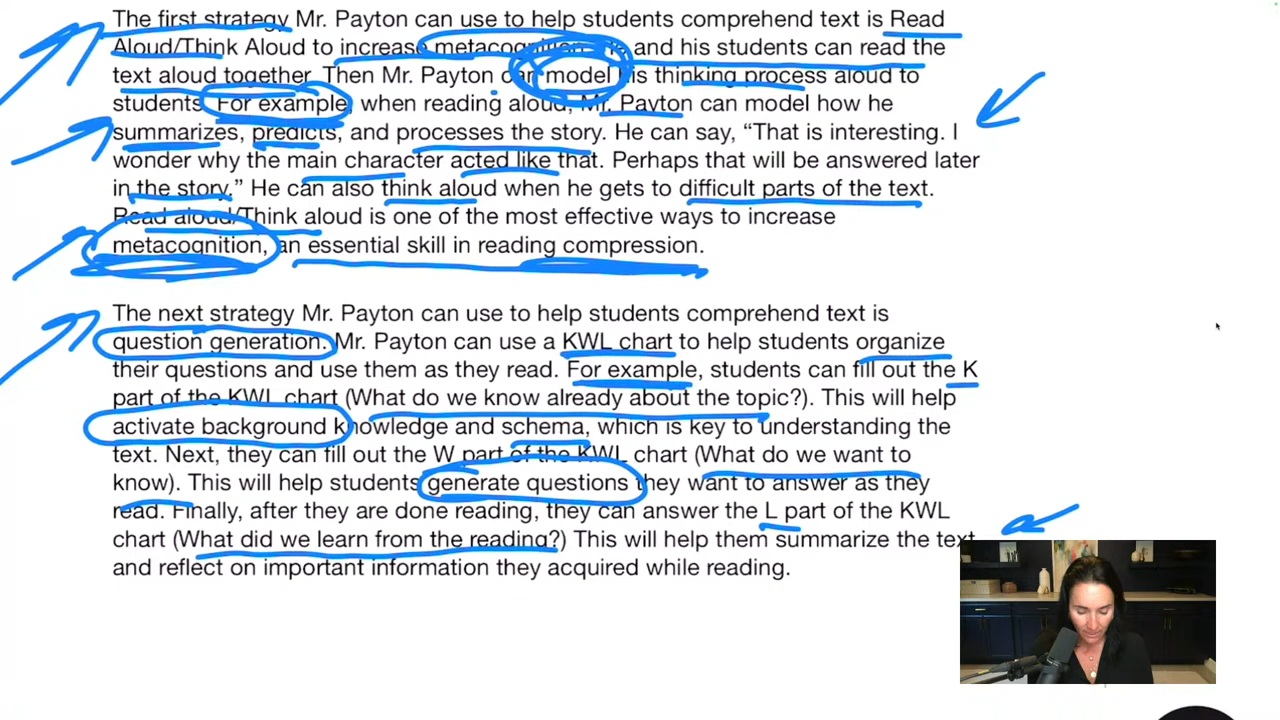 The first strategy Mr. Payton can use to help students comprehend text is Read
Aloud/Think Aloud to increase metacognition. He and his students can read the
text aloud together. Then Mr. Payton can model his thinking process aloud to
students. For example, when reading aloud, Mr. Payton can model how he
summarizes, predicts, and processes the story. He can say, “That is interesting. I
wonder why the main character acted like that. Perhaps that will be answered later
in the story.” He can also think aloud when he gets to difficult parts of the text.
Read aloud/Think aloud is one of the most effective ways to increase
metacognition, an essential skill in reading compression.
The next strategy Mr. Payton can use to help students comprehend text is
question generation. Mr. Payton can use a KWL chart to help students organize
their questions and use them as they read. For example, students can fill out the K
part of the KWL chart (What do we know already about the topic?). This will help
activate background knowledge and schema, which is key to understanding the
text. Next, they can fill out the W part of the KWL chart (What do we want to
know). This will help students generate questions they want to answer as they
read. Finally, after they are done reading, they can answer the L part of the KWL
chart (What did we learn from the reading?) This will help them summarize the text
and reflect on important information they acquired while reading.